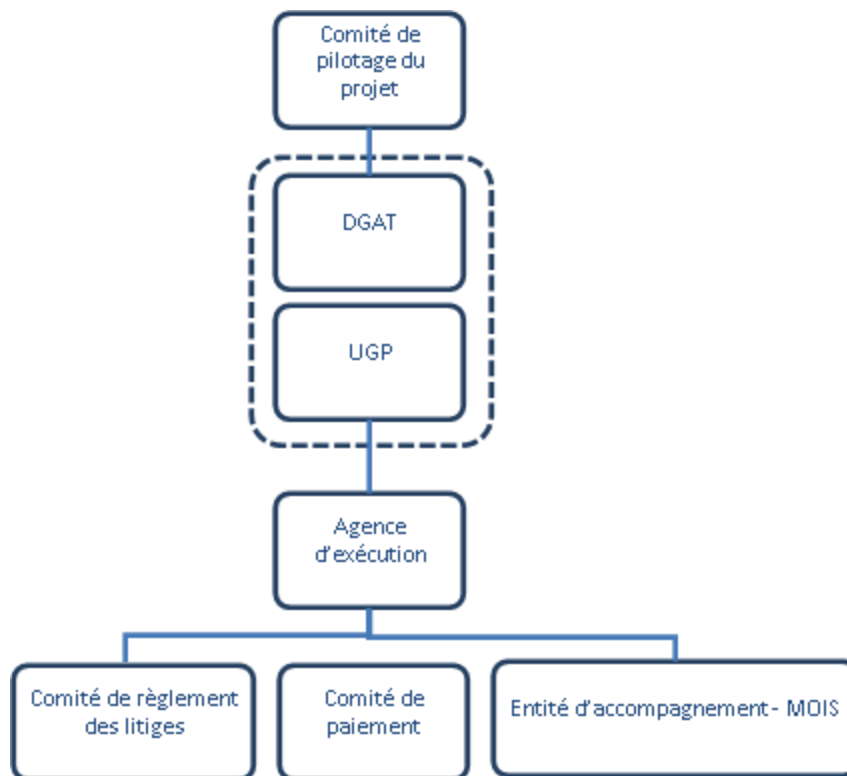 Comité de
pilotage du
projet
DGAT
UGP
Agence
d'exécution
Comité de règlement
des litiges
Comité de
paiement
Entité d'accompagnement- MOIS